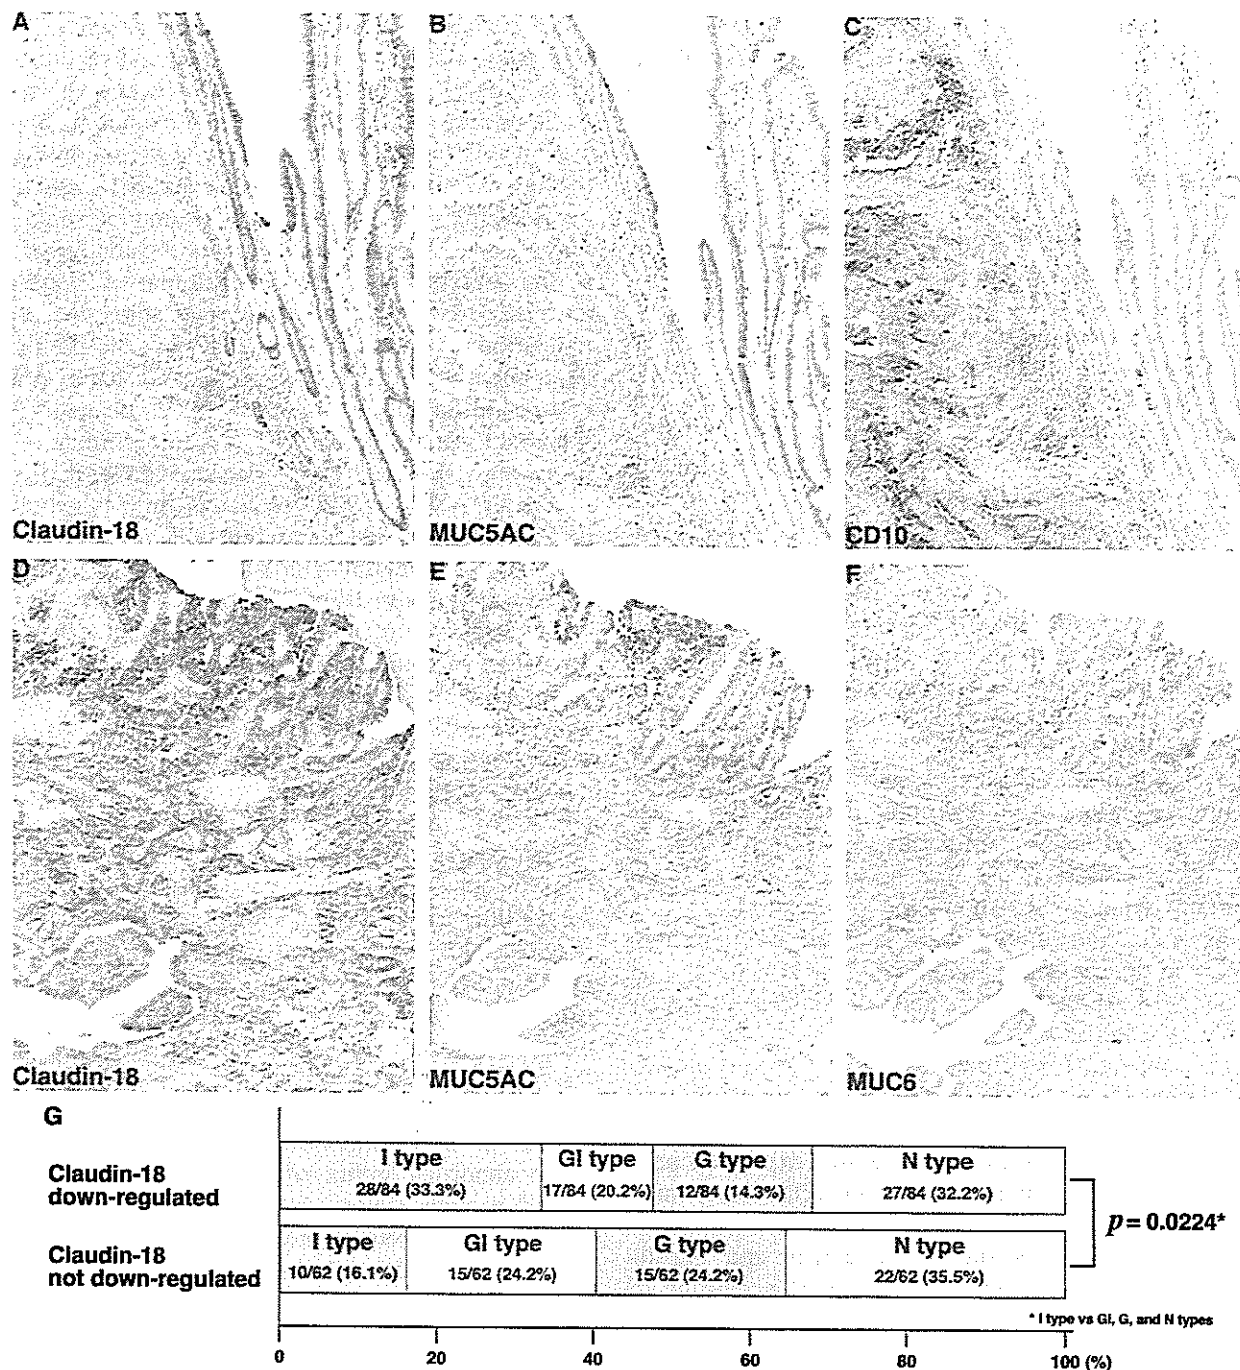 A
B
C
Claudin-18
MUC5AC
CD10
D
E
F
Claudin-18
MUC5AC
MUC6
G
Claudin-18
down-regulated
I type
28/84 (33.3%)
GI type
17/84 (20.2%)
G type
12/84 (14.3%)
N type
27/84 (32.2%)
Claudin-18
not down-regulated
I type
10/62 (16.1%)
GI type
15/62 (24.2%)
G type
15/62 (24.2%)
N type
22/62 (35.5%)
p = 0.0224*
* I type vs GI, G, and N types
0 20 40 60 80 100 (%)